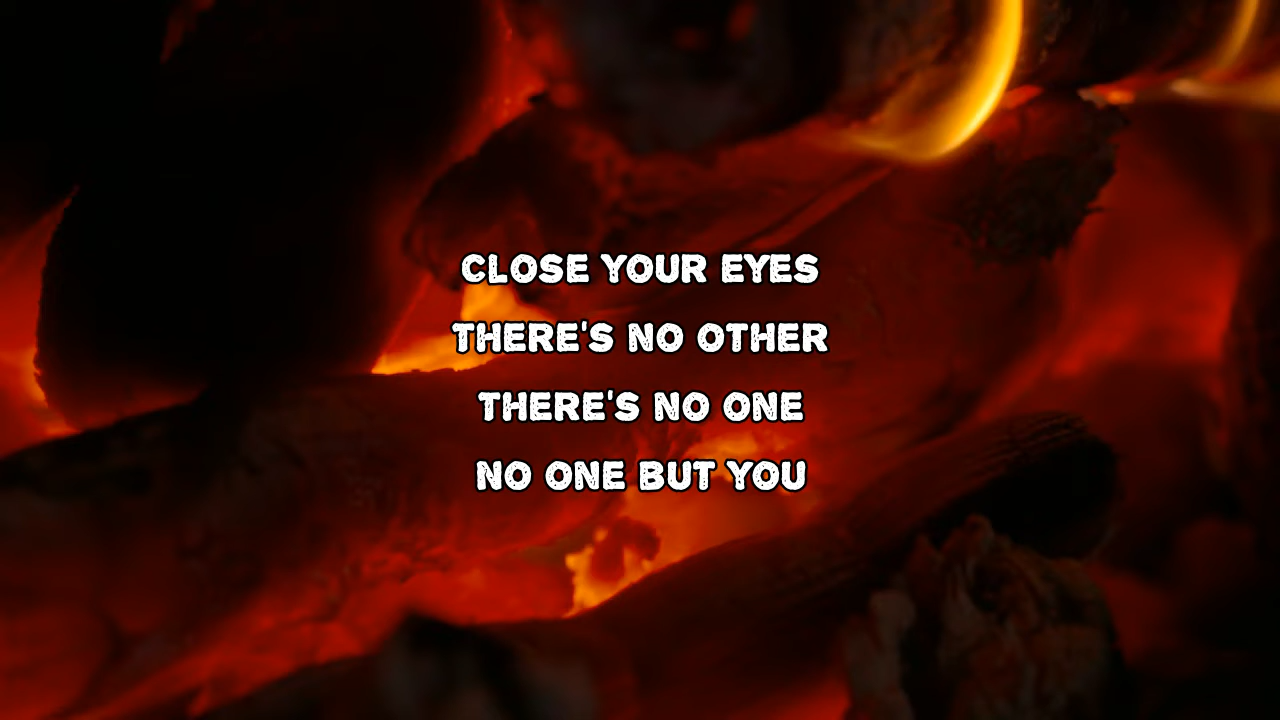 CLOSE YOUR EYES
THERE'S NO OTHER
THERE'S NO ONE
NO ONE BUT YOU